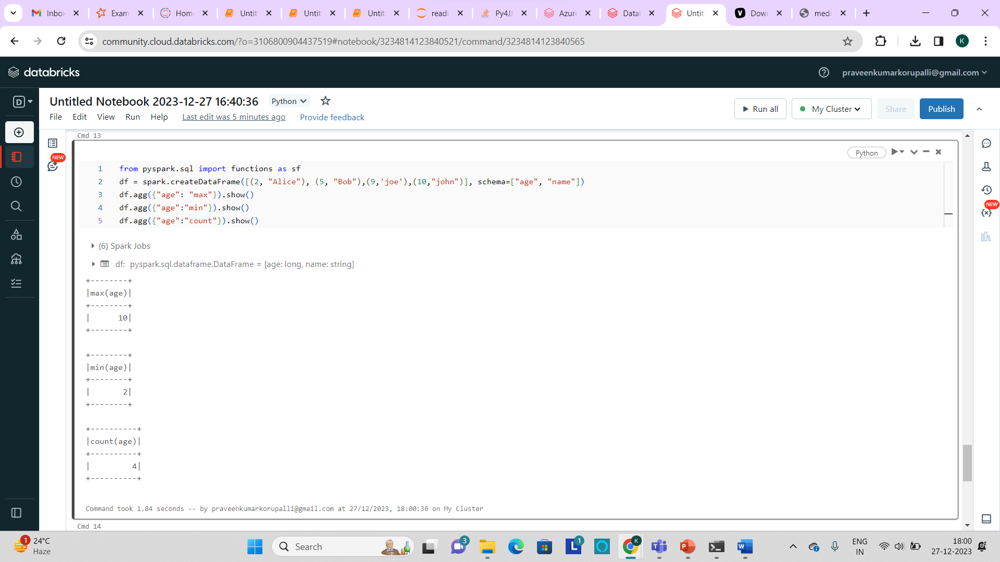 Inbox
Exam
Home
Untit
Untit
Untit
readi
Py4JJ
Azure
Datab
Untit
Down
medi
community.cloud.databricks.com/?o=3106800904437519#notebook/3234814123840521/command/3234814123840565
K
databricks
praveenkumarkorupalli@gmail.com
D
Untitled Notebook 2023-12-27 16:40:36
Python
File Edit View Run Help Last edit was 5 minutes ago Provide feedback
Run all
My Cluster
Share
Publish
NEW
NEW
Cmd 13
Python
1 from pyspark.sql import functions as sf
2 df = spark.createDataFrame([(2, "Alice"), (5, "Bob"),(9,'joe'),(10,"john")], schema=["age", "name"])
3 df.agg({"age": "max"}).show()
4 df.agg({"age":"min"}).show()
5 df.agg({"age":"count"}).show()
(6) Spark Jobs
df: pyspark.sql.dataframe.DataFrame = [age: long, name: string]
+--------+
|max(age)|
+--------+
|      10|
+--------+
+--------+
|min(age)|
+--------+
|       2|
+--------+
+----------+
|count(age)|
+----------+
|         4|
+----------+
Command took 1.84 seconds -- by praveenkumarkorupalli@gmail.com at 27/12/2023, 18:00:36 on My Cluster
Cmd 14
1
24°C
Haze
Search
3
1
K
ENG
IN
18:00
27-12-2023